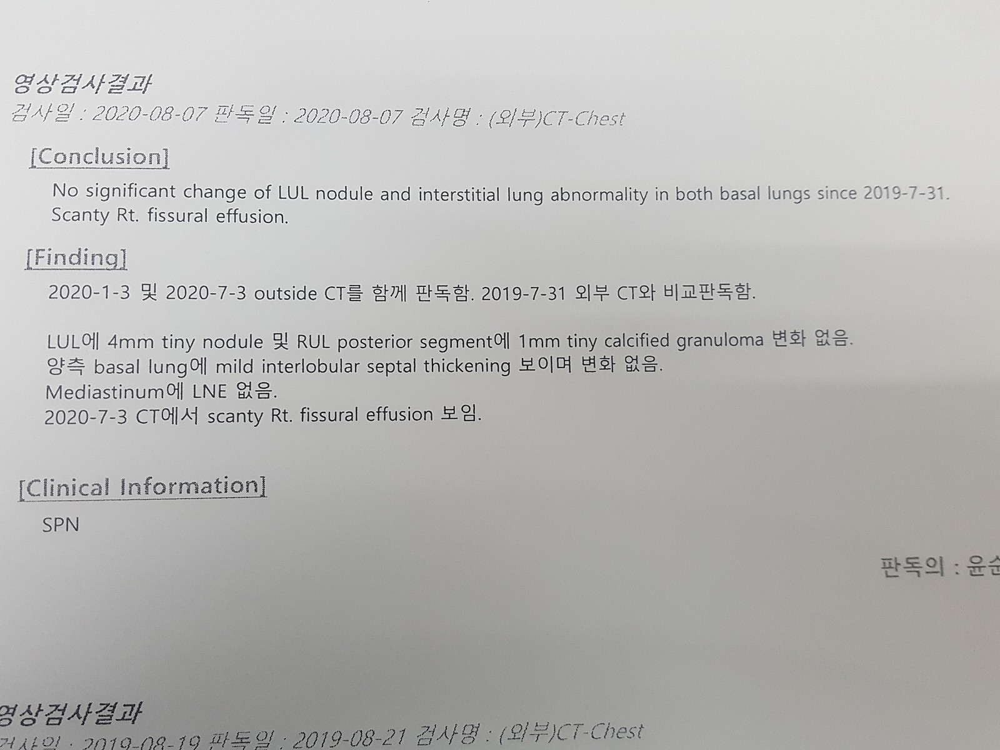 영상검사결과
검사일 : 2020-08-07 판독일 : 2020-08-07 검사명 : (외부)CT-Chest
[Conclusion]
No significant change of LUL nodule and interstitial lung abnormality in both basal lungs since 2019-7-31.
Scanty Rt. fissural effusion.
[Finding]
2020-1-3 및 2020-7-3 outside CT를 함께 판독함. 2019-7-31 외부 CT와 비교판독함.
LUL에 4mm tiny nodule 및 RUL posterior segment에 1mm tiny calcified granuloma 변화 없음.
양측 basal lung에 mild interlobular septal thickening 보이며 변화 없음.
Mediastinum에 LNE 없음.
2020-7-3 CT에서 scanty Rt. fissural effusion 보임.
[Clinical Information]
SPN
판독의 : 윤순
영상검사결과
검사일 : 2019-08-19 판독일 : 2019-08-21 검사명 : (외부)CT-Chest